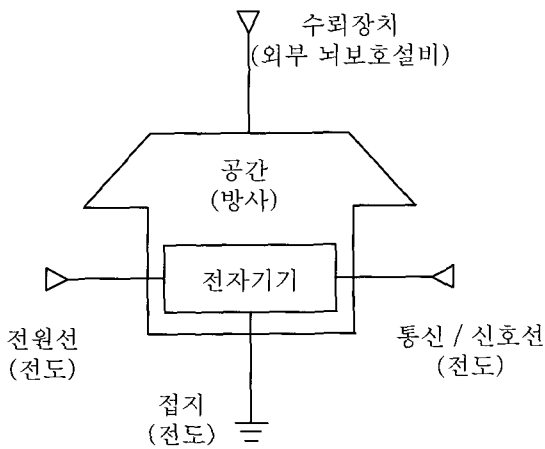 수뢰장치
(외부 뇌보호설비)
공간
(방사)
전자기기
전원선
(전도)
통신 / 신호선
(전도)
접지
(전도)